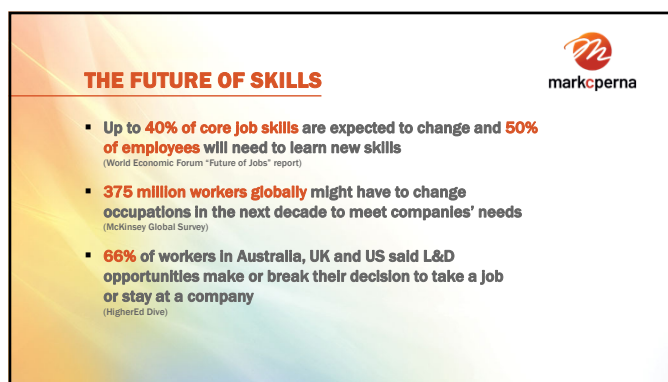 markcperna
THE FUTURE OF SKILLS
▪ Up to 40% of core job skills are expected to change and 50%
of employees will need to learn new skills
(World Economic Forum “Future of Jobs” report)
▪ 375 million workers globally might have to change
occupations in the next decade to meet companies’ needs
(McKinsey Global Survey)
▪ 66% of workers in Australia, UK and US said L&D
opportunities make or break their decision to take a job
or stay at a company
(HigherEd Dive)